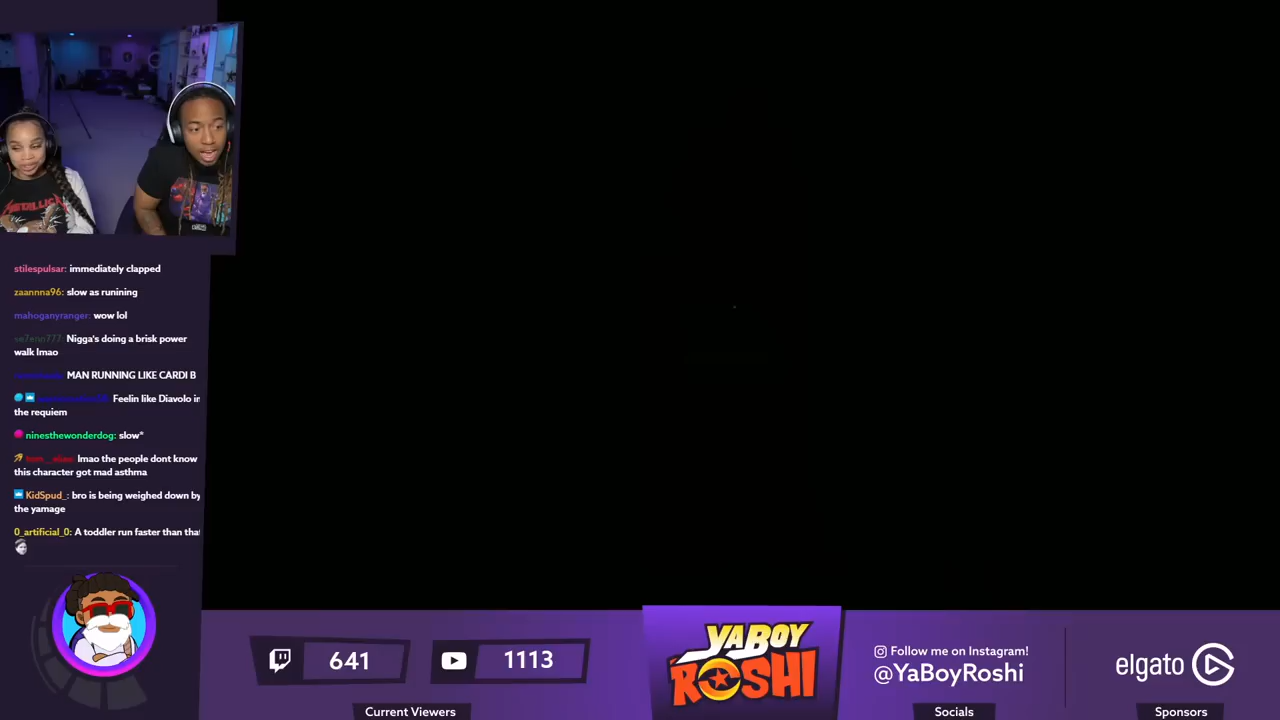 METALLICA
stilespulsar: immediately clapped
zaannna96: slow as runining
mahoganyranger: wow lol
Nigga's doing a brisk power
walk lmao
MAN RUNNING LIKE CARDI B
Feelin like Diavolo in
the requiem
ninesthewonderdog: slow*
lmao the people dont know
this character got mad asthma
KidSpud_: bro is being weighed down by
the yamage
0_artificial_0: A toddler run faster than that
641
1113
Current Viewers
YABOY
ROSHI
Follow me on Instagram!
@YaBoyRoshi
Socials
elgato
Sponsors